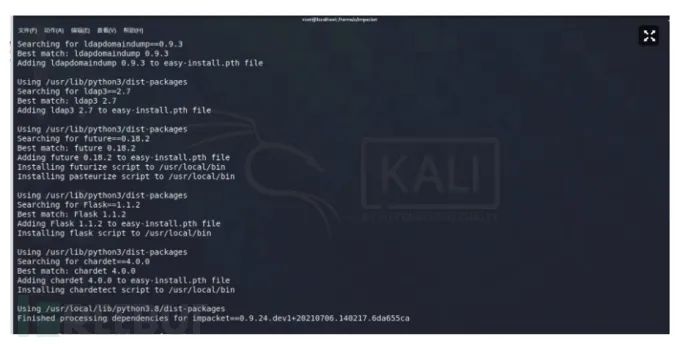 root@localhost: /home/s/impacket
文件(F) 动作(A) 编辑(E) 查看(V) 帮助(H)
Searching for ldapdomaindump==0.9.3
Best match: ldapdomaindump 0.9.3
Adding ldapdomaindump 0.9.3 to easy-install.pth file
Using /usr/lib/python3/dist-packages
Searching for ldap3==2.7
Best match: ldap3 2.7
Adding ldap3 2.7 to easy-install.pth file
Using /usr/lib/python3/dist-packages
Searching for future==0.18.2
Best match: future 0.18.2
Adding future 0.18.2 to easy-install.pth file
Installing futurize script to /usr/local/bin
Installing pasteurize script to /usr/local/bin
Using /usr/lib/python3/dist-packages
Searching for Flask==1.1.2
Best match: Flask 1.1.2
Adding Flask 1.1.2 to easy-install.pth file
Installing flask script to /usr/local/bin
Using /usr/lib/python3/dist-packages
Searching for chardet==4.0.0
Best match: chardet 4.0.0
Adding chardet 4.0.0 to easy-install.pth file
Installing chardetect script to /usr/local/bin
Using /usr/local/lib/python3.8/dist-packages
Finished processing dependencies for impacket==0.9.24.dev1+20210706.140217.6da655ca
KALI
BY OFFENSIVE SECURITY